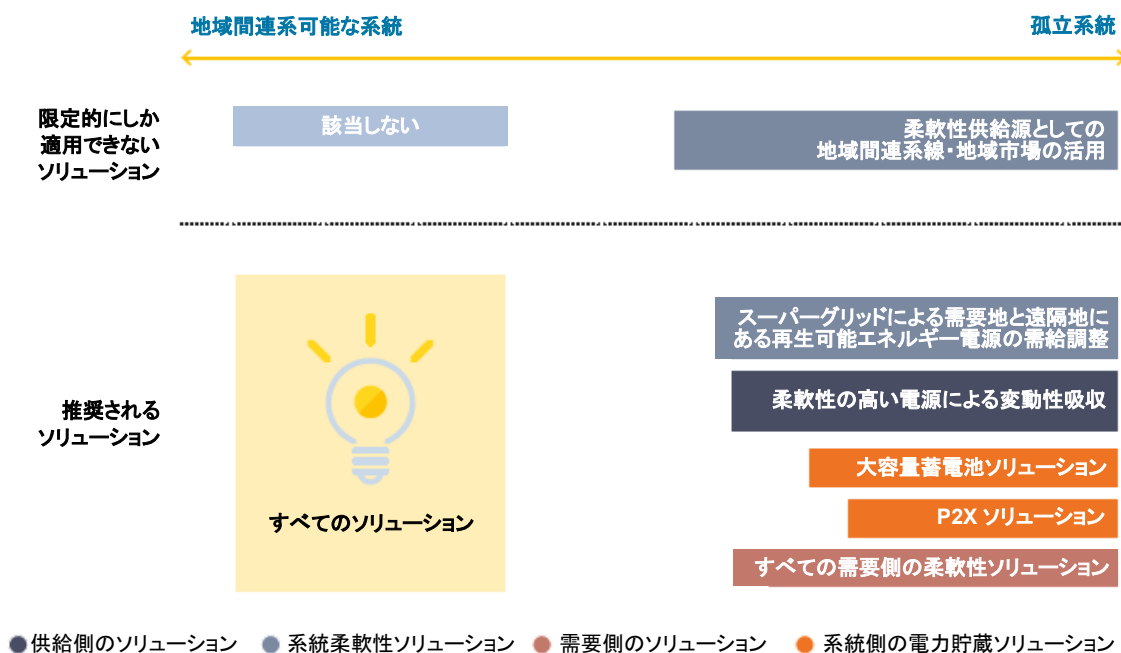 地域間連系可能な系統
孤立系統
限定的にしか
適用できない
ソリューション
該当しない
柔軟性供給源としての
地域間連系線・地域市場の活用
推奨される
ソリューション
すべてのソリューション
スーパーグリッドによる需要地と遠隔地に
ある再生可能エネルギー電源の需給調整
柔軟性の高い電源による変動性吸収
大容量蓄電池ソリューション
P2X ソリューション
すべての需要側の柔軟性ソリューション
供給側のソリューション
系統柔軟性ソリューション
需要側のソリューション
系統側の電力貯蔵ソリューション